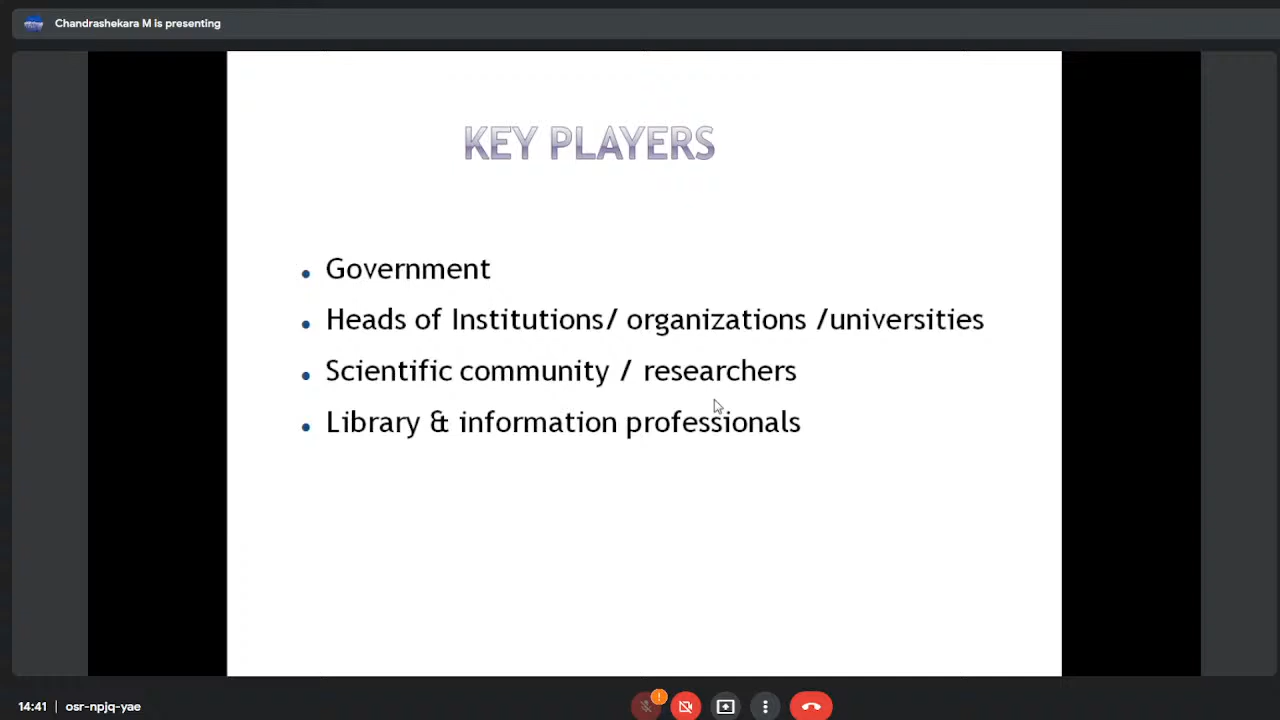 Chandrashekara M is presenting
KEY PLAYERS
• Government
• Heads of Institutions/ organizations /universities
• Scientific community / researchers
• Library & information professionals
14:41 | osr-npjq-yae
!